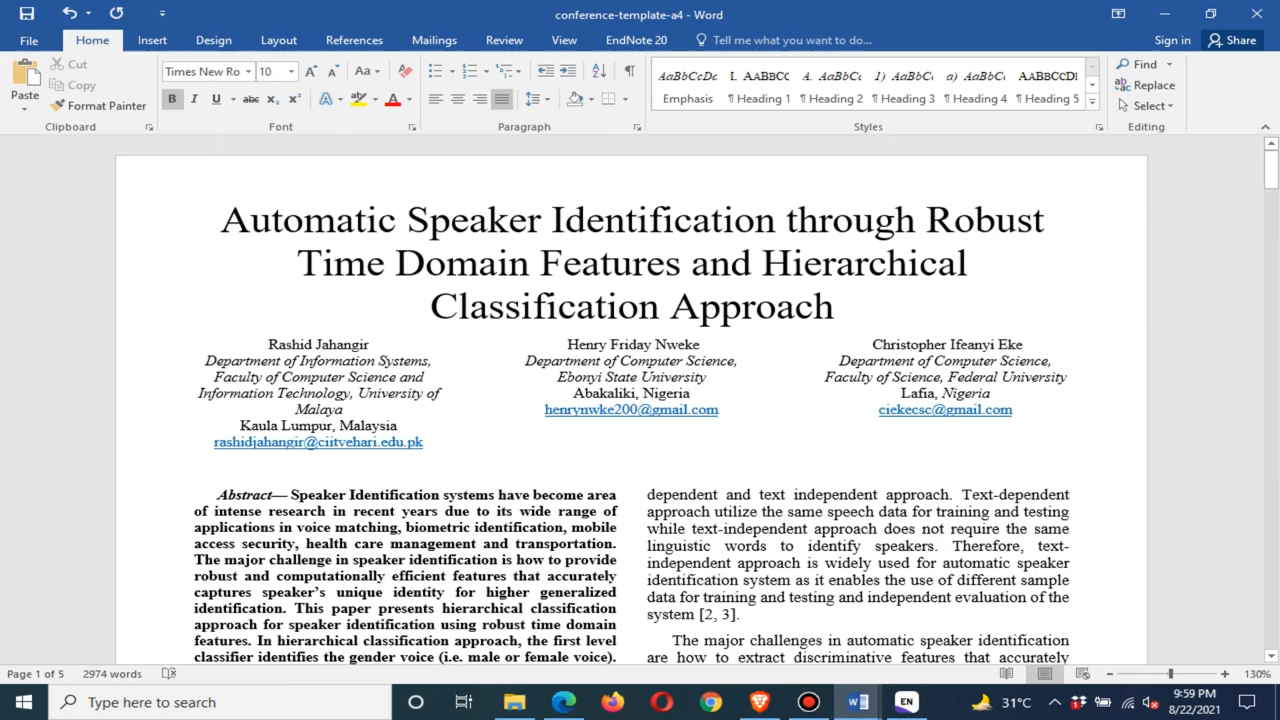 conference-template-a4 - Word
File Home Insert Design Layout References Mailings Review View EndNote 20 Tell me what you want to do... Sign in Share
Paste
Cut
Copy
Format Painter
Clipboard
Times New Ro 10 Aa
B I U abc x₂ x² A A
Font
Paragraph
AaBbCcDc I. AABBCC A. AaBbCc 1) AaBbCc a) AaBbCc AABBCCDI
Emphasis ¶ Heading 1 ¶ Heading 2 ¶ Heading 3 ¶ Heading 4 ¶ Heading 5
Styles
Find
Replace
Select
Editing
Automatic Speaker Identification through Robust
Time Domain Features and Hierarchical
Classification Approach
Rashid Jahangir
Department of Information Systems,
Faculty of Computer Science and
Information Technology, University of
Malaya
Kaula Lumpur, Malaysia
rashidjahangir@ciitvehari.edu.pk
Henry Friday Nweke
Department of Computer Science,
Ebonyi State University
Abakaliki, Nigeria
henrynwke200@gmail.com
Christopher Ifeanyi Eke
Department of Computer Science,
Faculty of Science, Federal University
Lafia, Nigeria
ciekecsc@gmail.com
Abstract— Speaker Identification systems have become area
of intense research in recent years due to its wide range of
applications in voice matching, biometric identification, mobile
access security, health care management and transportation.
The major challenge in speaker identification is how to provide
robust and computationally efficient features that accurately
captures speaker’s unique identity for higher generalized
identification. This paper presents hierarchical classification
approach for speaker identification using robust time domain
features. In hierarchical classification approach, the first level
classifier identifies the gender voice (i.e. male or female voice).
dependent and text independent approach. Text-dependent
approach utilize the same speech data for training and testing
while text-independent approach does not require the same
linguistic words to identify speakers. Therefore, text-
independent approach is widely used for automatic speaker
identification system as it enables the use of different sample
data for training and testing and independent evaluation of the
system [2, 3].
The major challenges in automatic speaker identification
are how to extract discriminative features that accurately
Page 1 of 5 2974 words 130%
Type here to search
EN
31°C
9:59 PM
8/22/2021